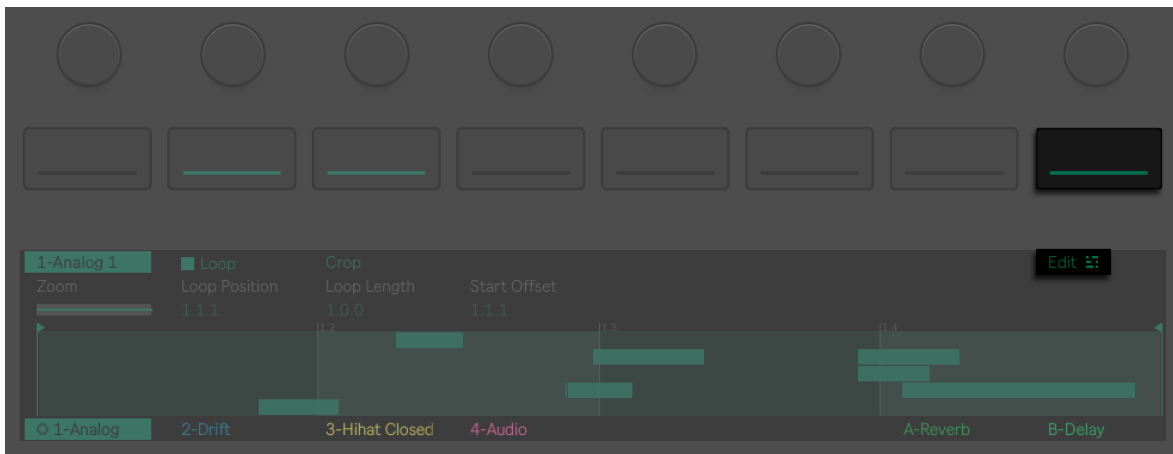 1-Analog 1 Loop Crop Edit
Zoom Loop Position Loop Length Start Offset
1.1.1 1.0.0 1.1.1
1.2 1.3 1.4
1-Analog 2-Drift 3-Hihat Closed 4-Audio A-Reverb B-Delay